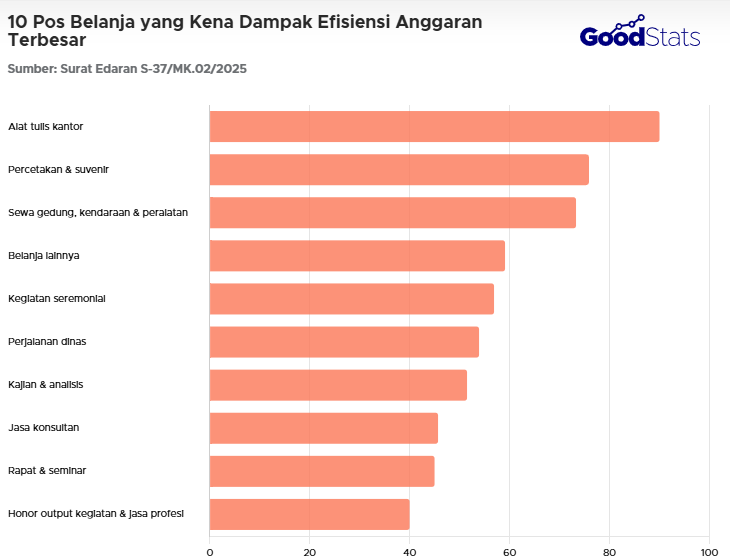 10 Pos Belanja yang Kena Dampak Efisiensi Anggaran
Terbesar
GoodStats
Sumber: Surat Edaran S-37/MK.02/2025
Alat tulis kantor
Percetakan & suvenir
Sewa gedung, kendaraan & peralatan
Belanja lainnya
Kegiatan seremonial
Perjalanan dinas
Kajian & analisis
Jasa konsultan
Rapat & seminar
Honor output kegiatan & jasa profesi
0 20 40 60 80 100